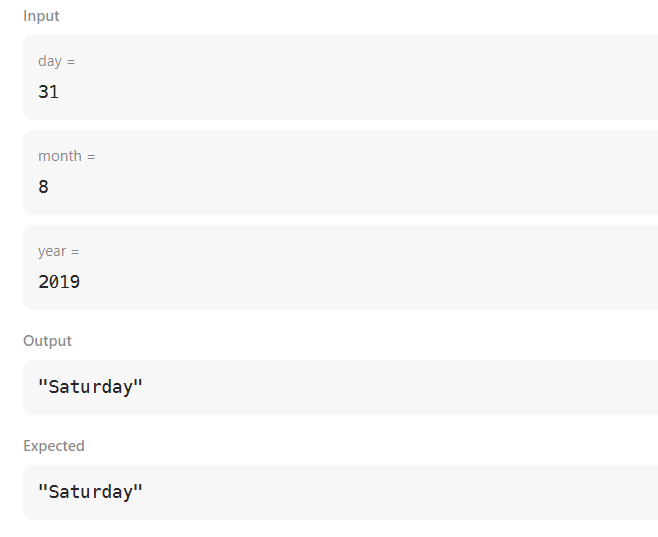 Input
day =
31
month =
8
year =
2019
Output
"Saturday"
Expected
"Saturday"